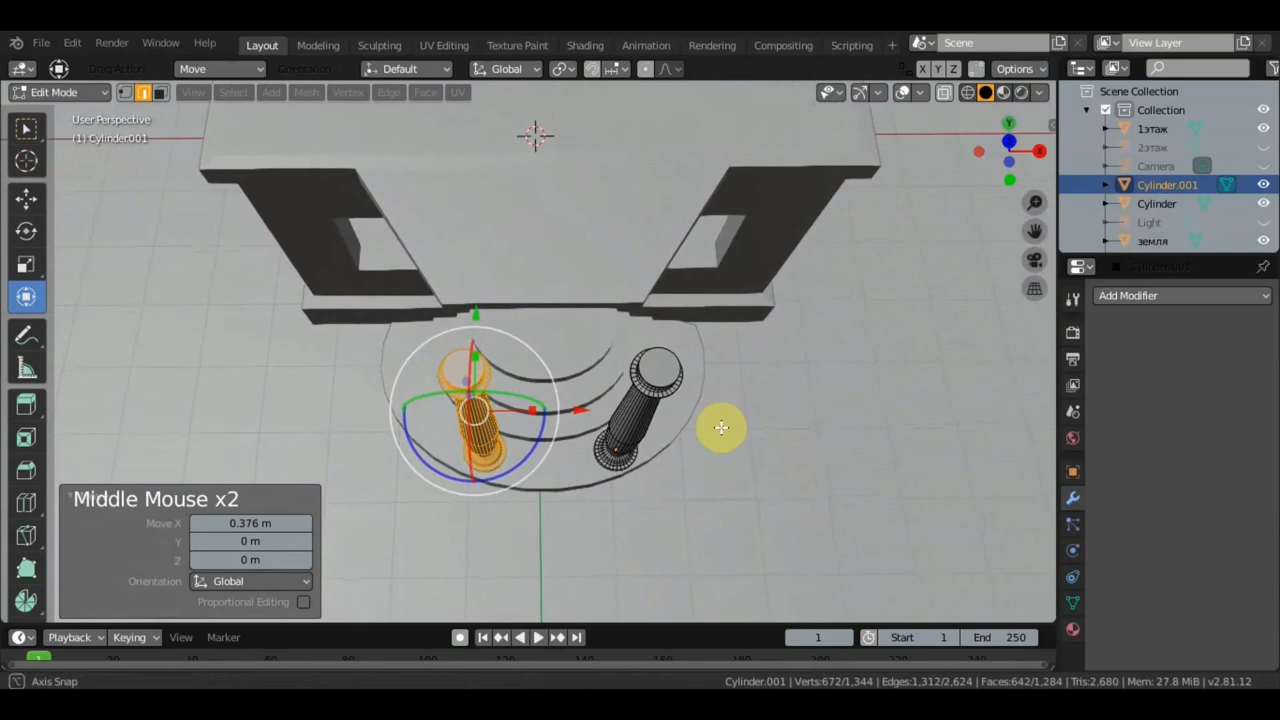 File Edit Render Window Help Layout Modeling Sculpting UV Editing Texture Paint Shading Animation Rendering Compositing Scripting + Scene View Layer
Drag Action Move Orientation Default Global X Y Z Options
Edit Mode View Select Add Mesh Vertex Edge Face UV
User Perspective
(1) Cylinder.001
Y
X
Scene Collection
Collection
1этаж
2этаж
Camera
Cylinder.001
Cylinder
Light
земля
Cylinder.001
Add Modifier
Middle Mouse x2
Move X 0.376 m
Y 0 m
Z 0 m
Orientation Global
Proportional Editing
Playback Keying View Marker 1 Start 1 End 250
Axis Snap Cylinder.001 | Verts:672/1,344 | Edges:1,312/2,624 | Faces:642/1,284 | Tris:2,680 | Mem: 27.8 MiB | v2.81.12